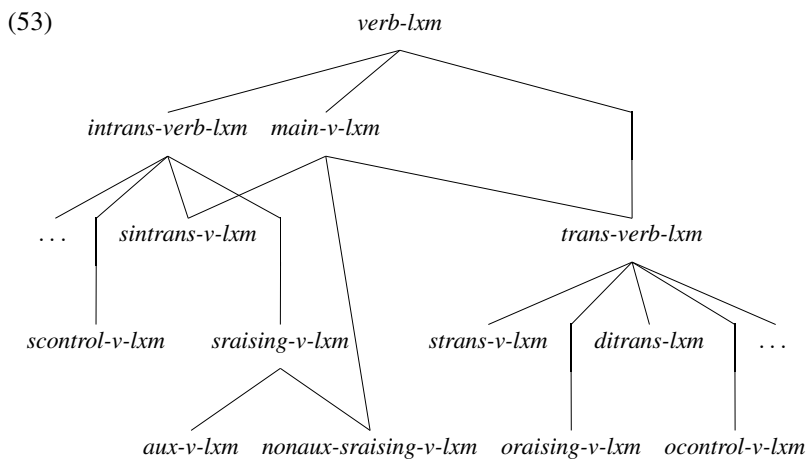 (53) verb-lxm
intrans-verb-lxm main-v-lxm
... sintrans-v-lxm trans-verb-lxm
scontrol-v-lxm sraising-v-lxm strans-v-lxm ditrans-lxm ...
aux-v-lxm nonaux-sraising-v-lxm oraising-v-lxm ocontrol-v-lxm